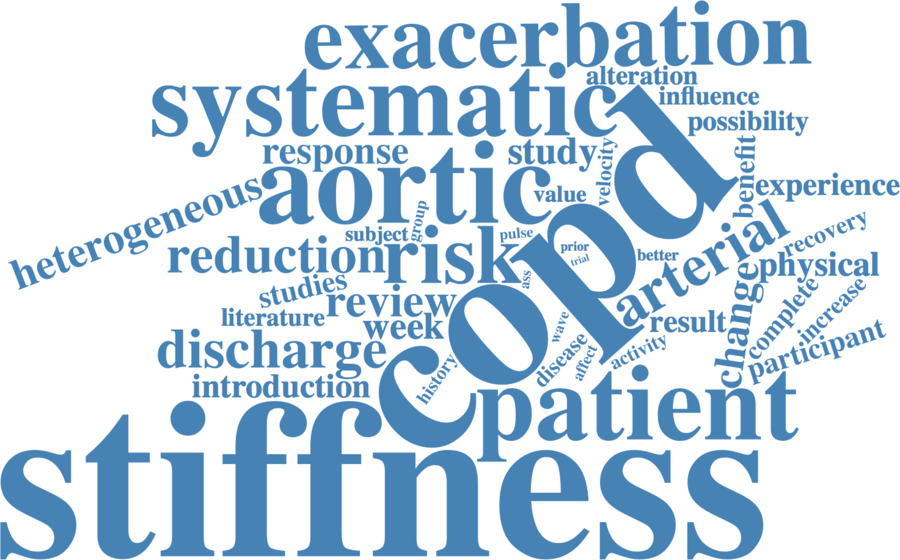 exacerbation
alteration
systematic
influence
possibility
response
study
velocity
benefit
aortic
value
experience
heterogeneous
group
subject
pulse
copd
arterial
recovery
reduction
risk
prior
trial
better
physical
ass
studies
review
change
complete
increase
literature
week
wave
result
discharge
disease
affect
activity
participant
history
introduction
patient
stiffness